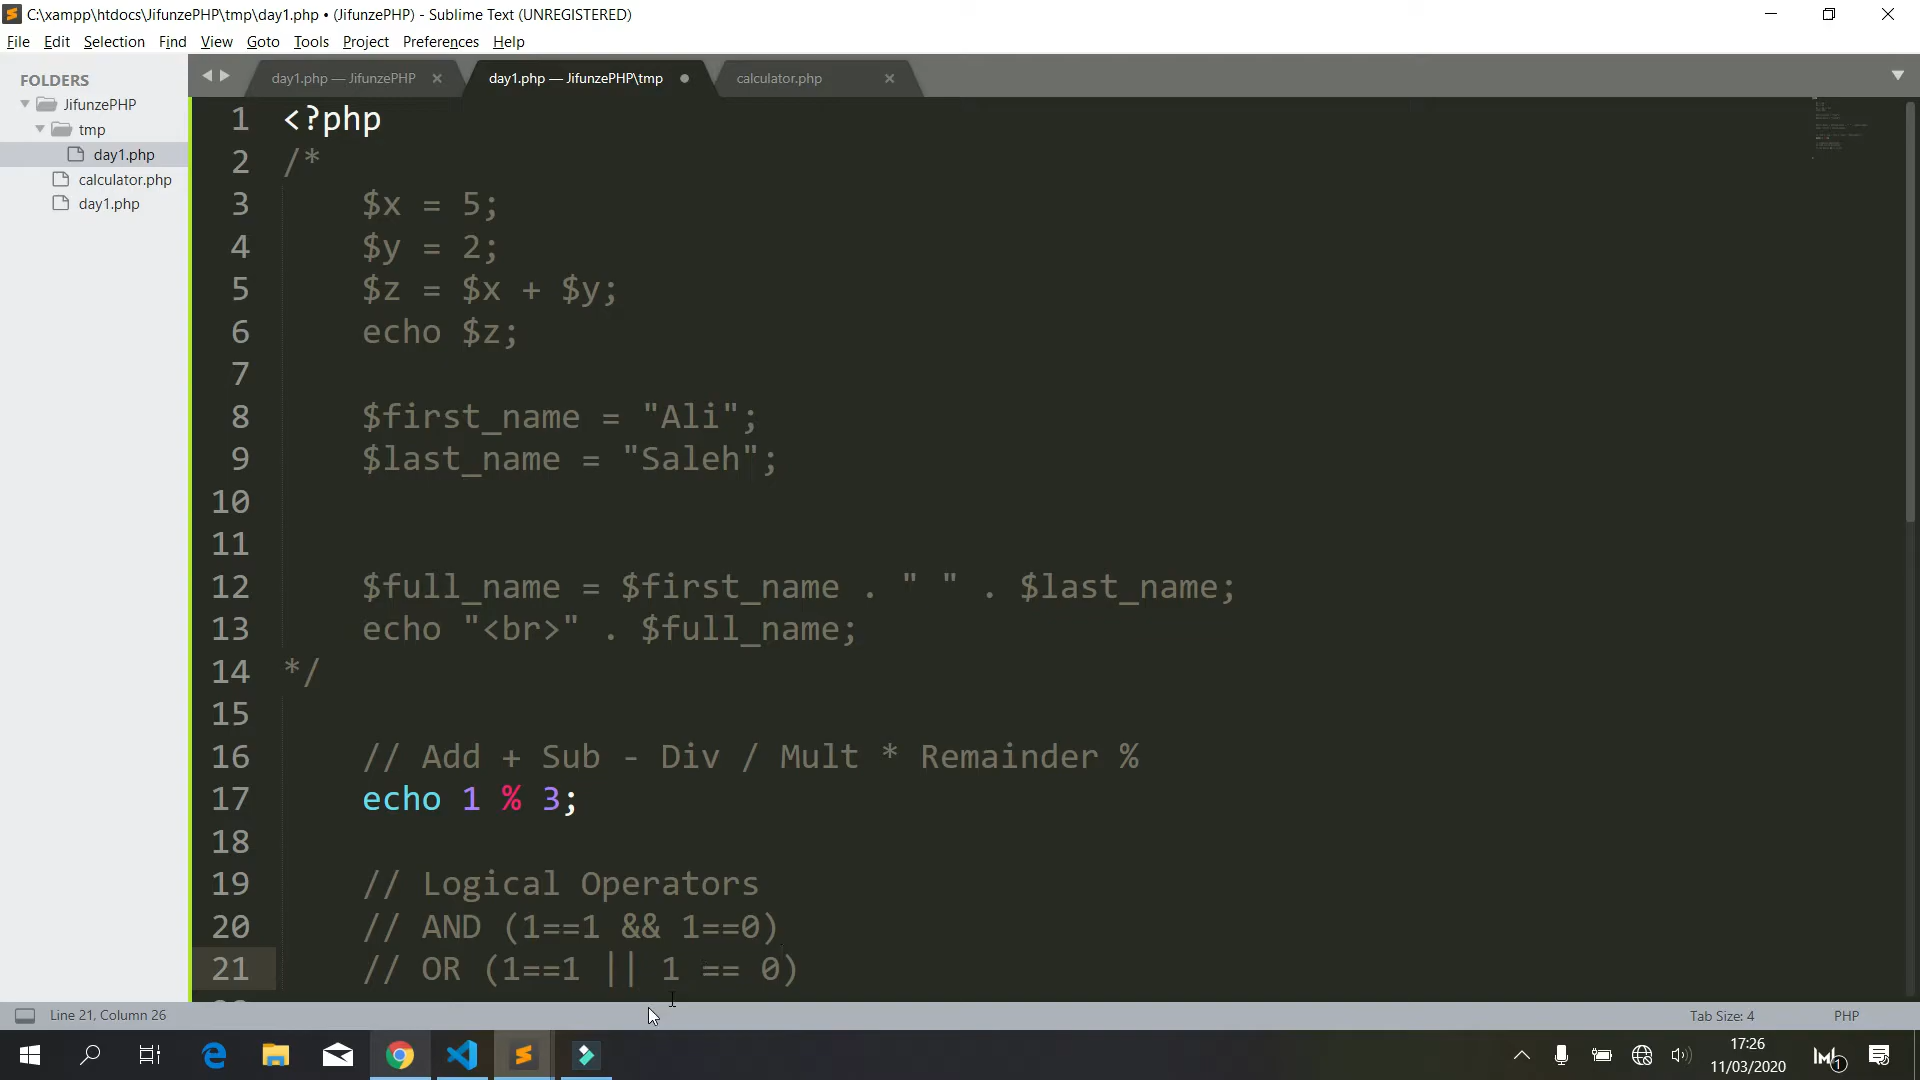 C:\xampp\htdocs\JifunzePHP\tmp\day1.php • (JifunzePHP) - Sublime Text (UNREGISTERED)
File Edit Selection Find View Goto Tools Project Preferences Help
FOLDERS
JifunzePHP
tmp
day1.php
calculator.php
day1.php
day1.php — JifunzePHP
day1.php — JifunzePHP\tmp
calculator.php
1 <?php
2 /*
3 $x = 5;
4 $y = 2;
5 $z = $x + $y;
6 echo $z;
7
8 $first_name = "Ali";
9 $last_name = "Saleh";
10
11
12 $full_name = $first_name . " " . $last_name;
13 echo "<br>" . $full_name;
14 */
15
16 // Add + Sub - Div / Mult * Remainder %
17 echo 1 % 3;
18
19 // Logical Operators
20 // AND (1==1 && 1==0)
21 // OR (1==1 || 1 == 0)
Line 21, Column 26
Tab Size: 4
PHP
17:26
11/03/2020